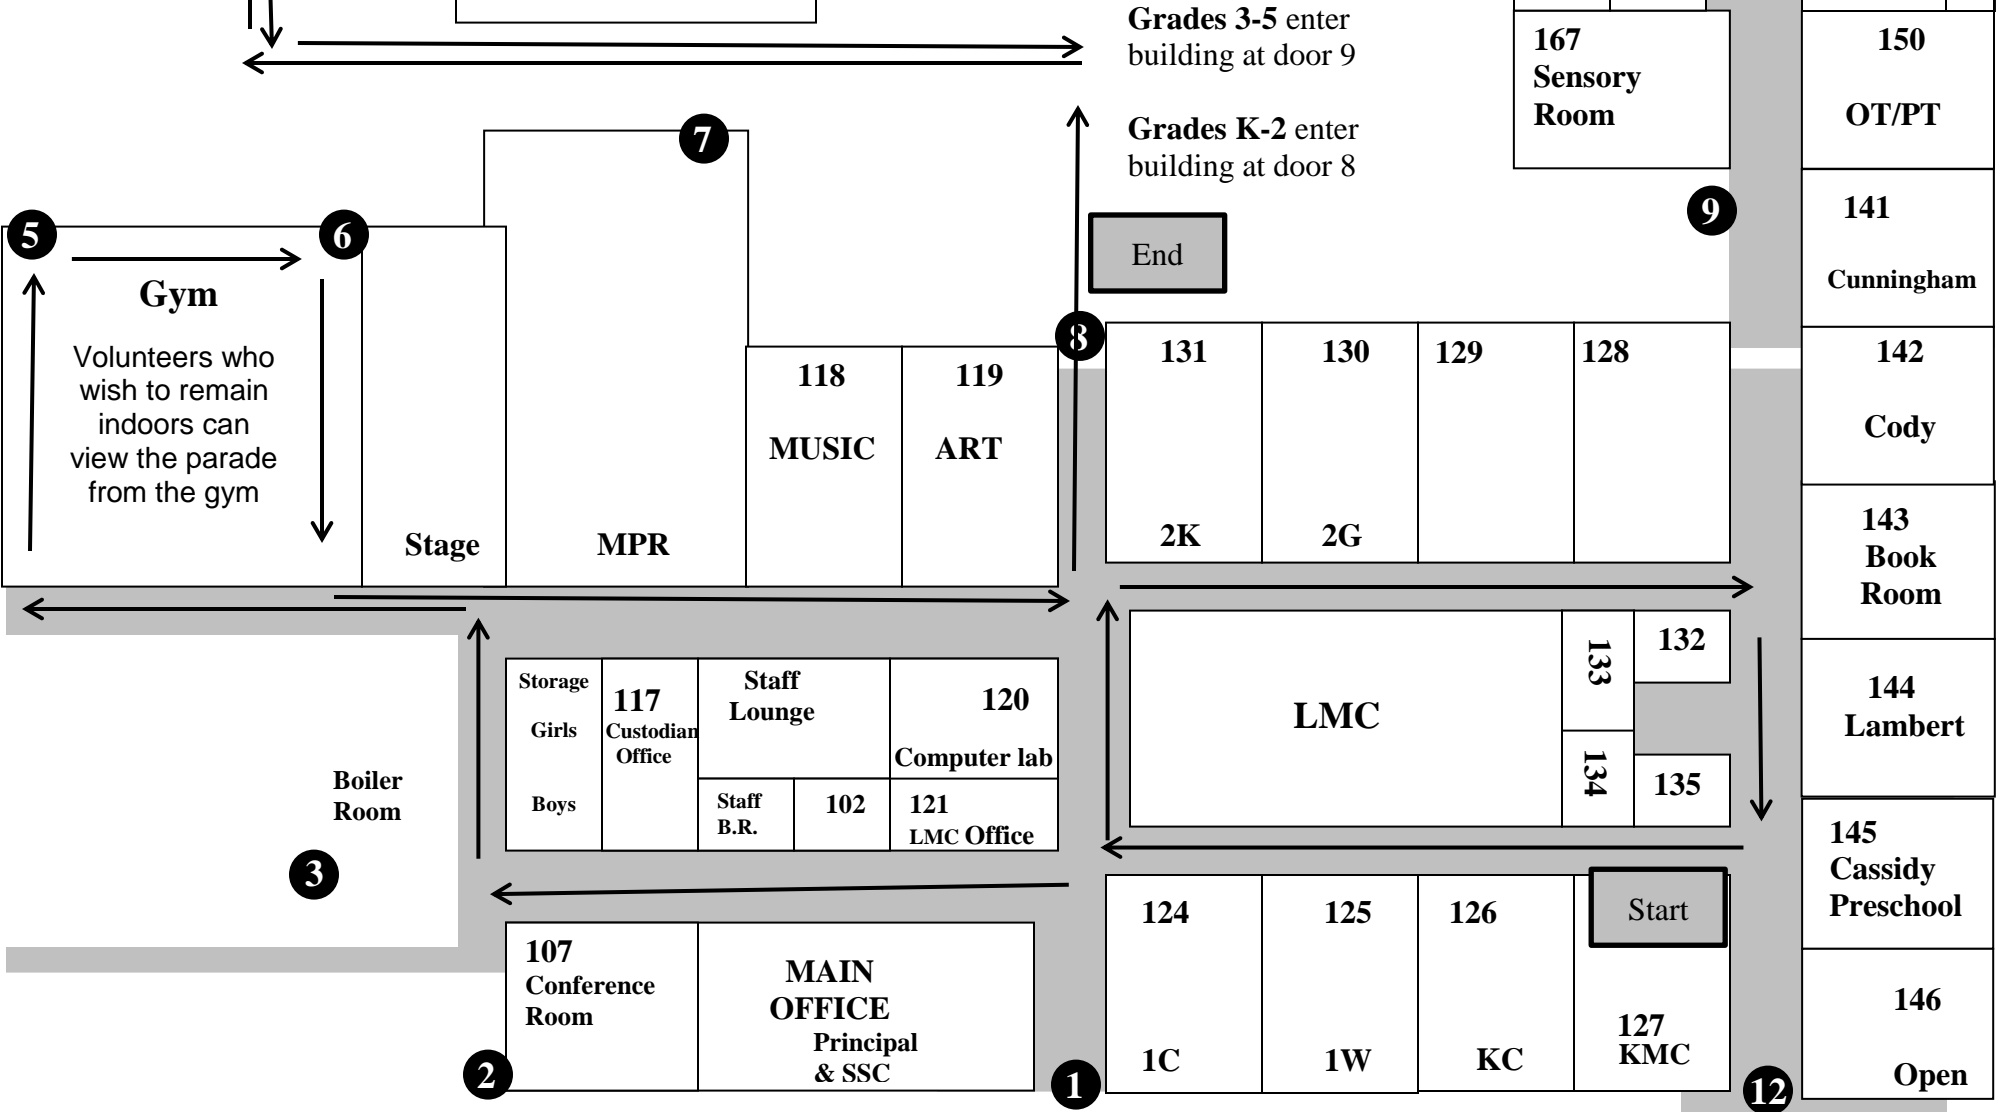 Grades 3-5 enter
building at door 9
Grades K-2 enter
building at door 8
167
Sensory
Room
150
OT/PT
7
5
6
9
141
Cunningham
End
Gym
Volunteers who
wish to remain
indoors can
view the parade
from the gym
Stage
MPR
118
MUSIC
119
ART
8
131
2K
130
2G
129
128
142
Cody
143
Book
Room
Storage
Girls
Boys
117
Custodian
Office
Staff
Lounge
120
Computer lab
Staff
B.R.
102
121
LMC Office
LMC
133
132
134
135
144
Lambert
Boiler
Room
3
145
Cassidy
Preschool
107
Conference
Room
MAIN
OFFICE
Principal
& SSC
124
1C
125
1W
126
KC
Start
127
KMC
146
Open
2
1
12